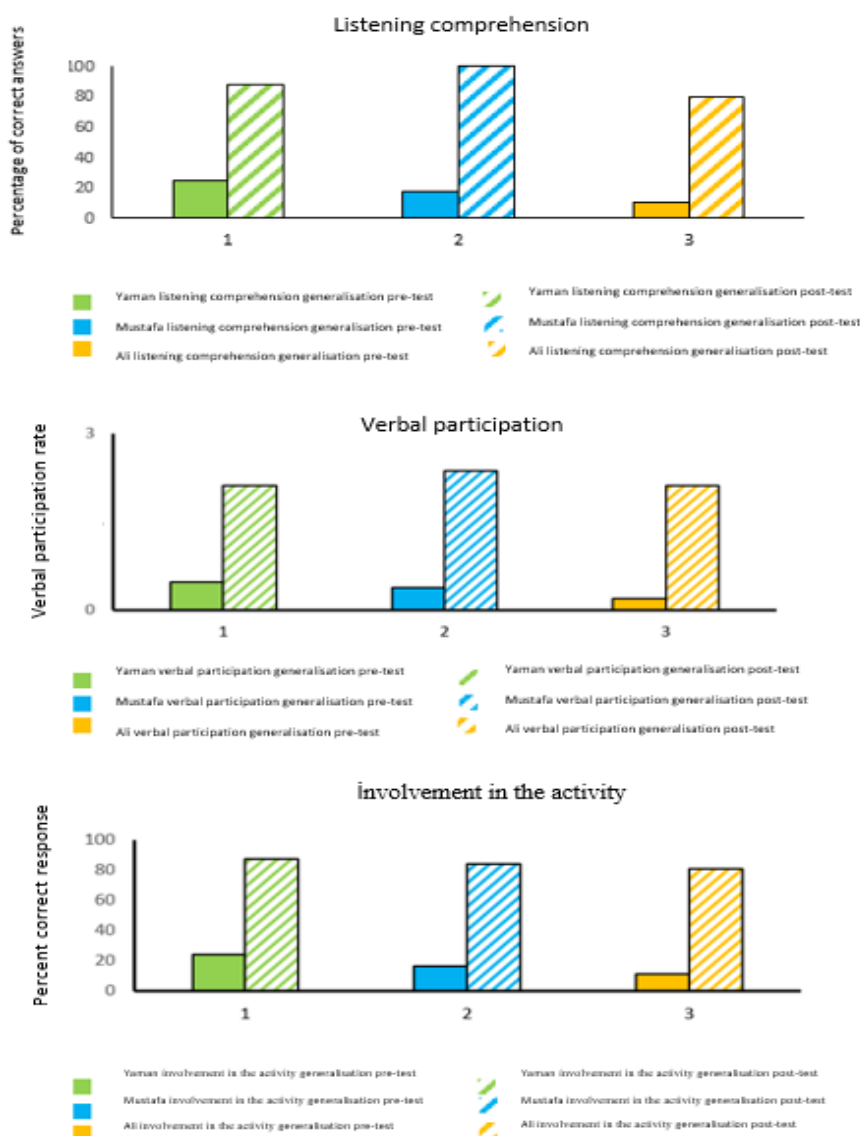 Listening comprehension
Percentage of correct answers
100
80
60
40
20
0
1 2 3
Yaman listening comprehension generalisation pre-test
Yaman listening comprehension generalisation post-test
Mustafa listening comprehension generalisation pre-test
Mustafa listening comprehension generalisation post-test
Ali listening comprehension generalisation pre-test
Ali listening comprehension generalisation post-test
Verbal participation
Verbal participation rate
3
0
1 2 3
Yaman verbal participation generalisation pre-test
Yaman verbal participation generalisation post-test
Mustafa verbal participation generalisation pre-test
Mustafa verbal participation generalisation post-test
Ali verbal participation generalisation pre-test
Ali verbal participation generalisation post-test
İnvolvement in the activity
Percent correct response
100
80
60
40
20
0
1 2 3
Yaman involvement in the activity generalisation pre-test
Yaman involvement in the activity generalisation post-test
Mustafa involvement in the activity generalisation pre-test
Mustafa involvement in the activity generalisation post-test
Ali involvement in the activity generalisation pre-test
Ali involvement in the activity generalisation post-test